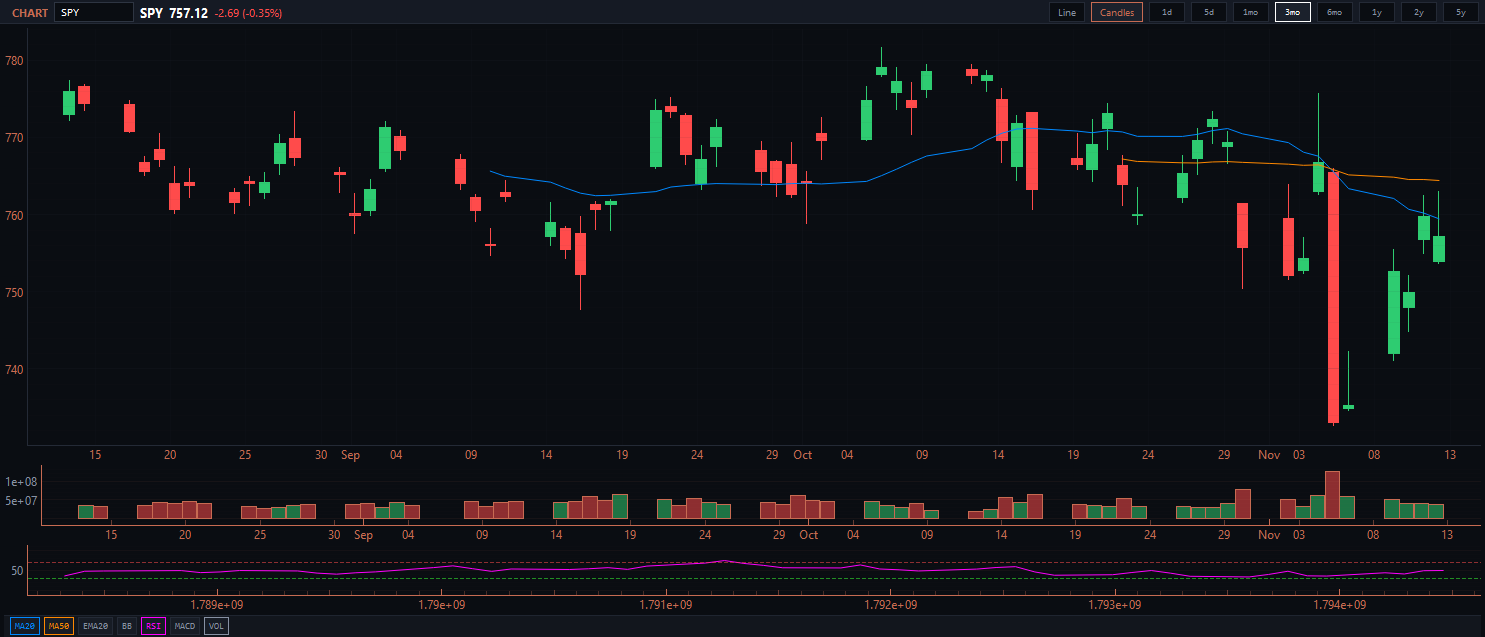 CHART SPY SPY 757.12 -2.69 (-0.35%) Line Candles 1d 5d 1mo 3mo 6mo 1y 2y 5y
780
770
760
750
740
15 20 25 30 Sep 04 09 14 19 24 29 Oct 04 09 14 19 24 29 Nov 03 08 13
1e+08
5e+07
15 20 25 Sep 04 09 14 19 24 29 Oct 04 09 14 19 24 29 Nov 03 08 13
50
1.789e+09 1.79e+09 1.791e+09 1.792e+09 1.793e+09 1.794e+09
MA20 MA50 EMA20 BB RSI MACD VOL